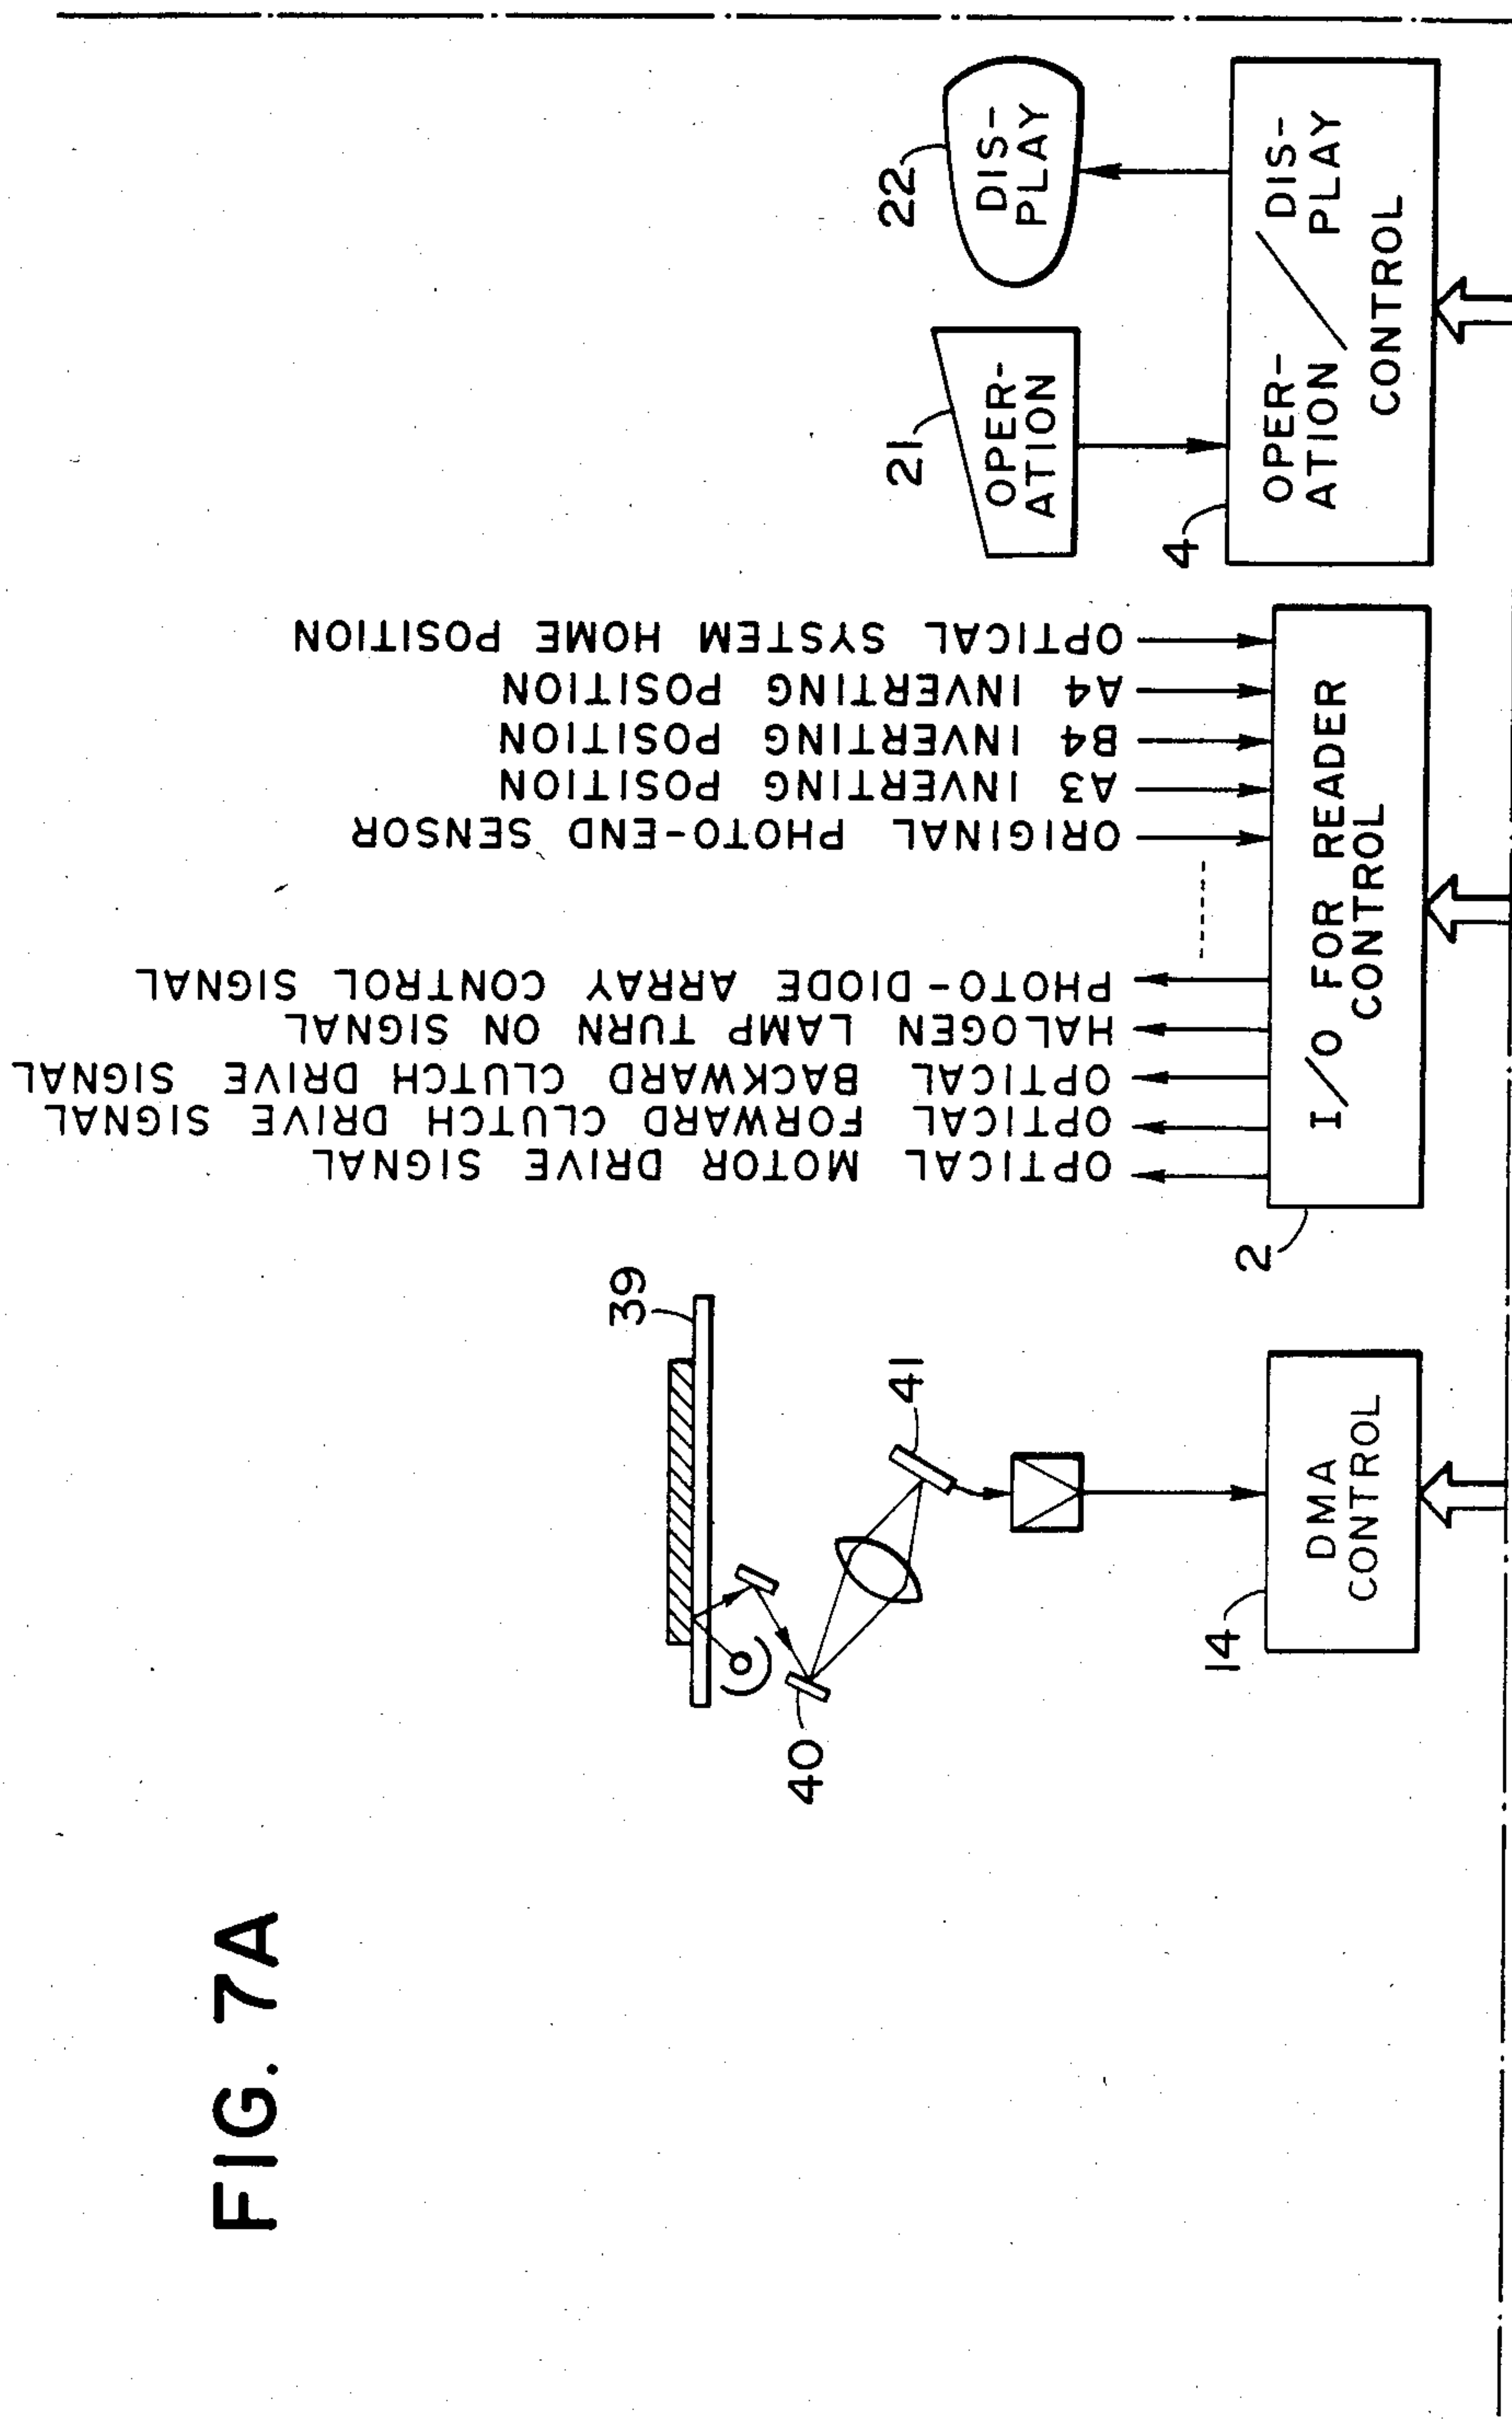 FIG. 7A
39
40
41
14
DMA
CONTROL
OPTICAL MOTOR DRIVE SIGNAL
OPTICAL FORWARD CLUTCH DRIVE SIGNAL
OPTICAL BACKWARD CLUTCH DRIVE SIGNAL
HALOGEN LAMP TURN ON SIGNAL
PHOTO-DIODE ARRAY CONTROL SIGNAL
ORIGINAL PHOTO-END SENSOR
A3 INVERTING POSITION
B4 INVERTING POSITION
A4 INVERTING POSITION
OPTICAL SYSTEM HOME POSITION
2
I/O FOR READER
CONTROL
21
OPER-
ATION
22
DIS-
PLAY
4
OPER-
ATION
/
DIS-
PLAY
CONTROL